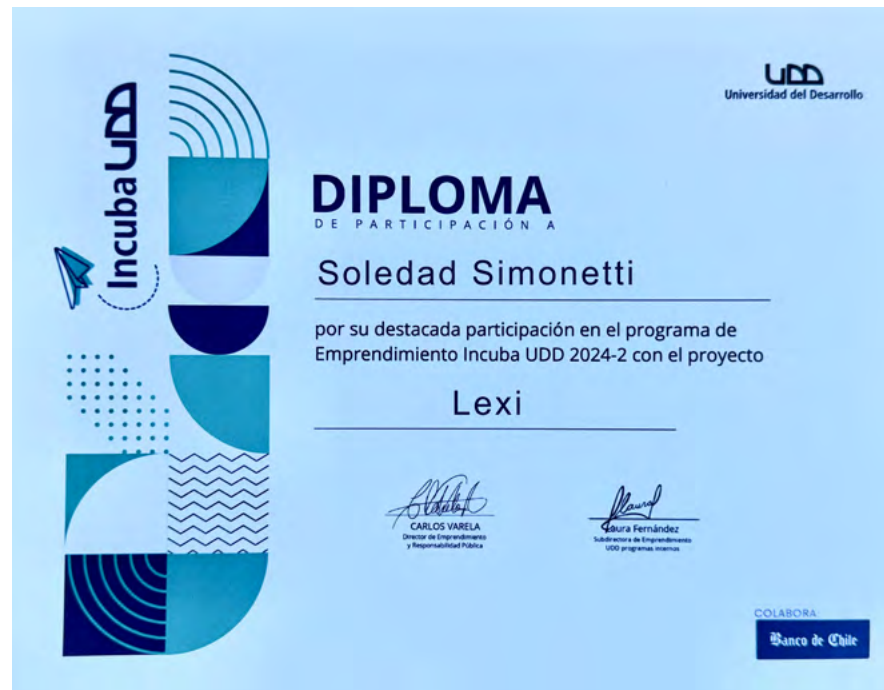 Incuba UDD
UDD
Universidad del Desarrollo
DIPLOMA
DE PARTICIPACIÓN A
Soledad Simonetti
por su destacada participación en el programa de
Emprendimiento Incuba UDD 2024-2 con el proyecto
Lexi
CARLOS VARELA
Director de Emprendimiento
y Responsabilidad Pública
Laura Fernández
Subdirectora de Emprendimiento
UDD programas internos
COLABORA:
Banco de Chile